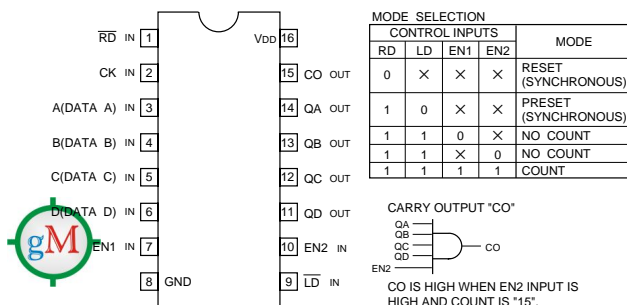 RD IN 1
CK IN 2
A(DATA A) IN 3
B(DATA B) IN 4
C(DATA C) IN 5
D(DATA D) IN 6
EN1 IN 7
8 GND
VDD 16
15 CO OUT
14 QA OUT
13 QB OUT
12 QC OUT
11 QD OUT
10 EN2 IN
9 LD IN
gM
MODE SELECTION
CONTROL INPUTS MODE
RD LD EN1 EN2
0 × × × RESET
(SYNCHRONOUS)
1 0 × × PRESET
(SYNCHRONOUS)
1 1 0 × NO COUNT
1 1 × 0 NO COUNT
1 1 1 1 COUNT
CARRY OUTPUT "CO"
QA
QB
QC
QD
EN2
CO
CO IS HIGH WHEN EN2 INPUT IS
HIGH AND COUNT IS "15".